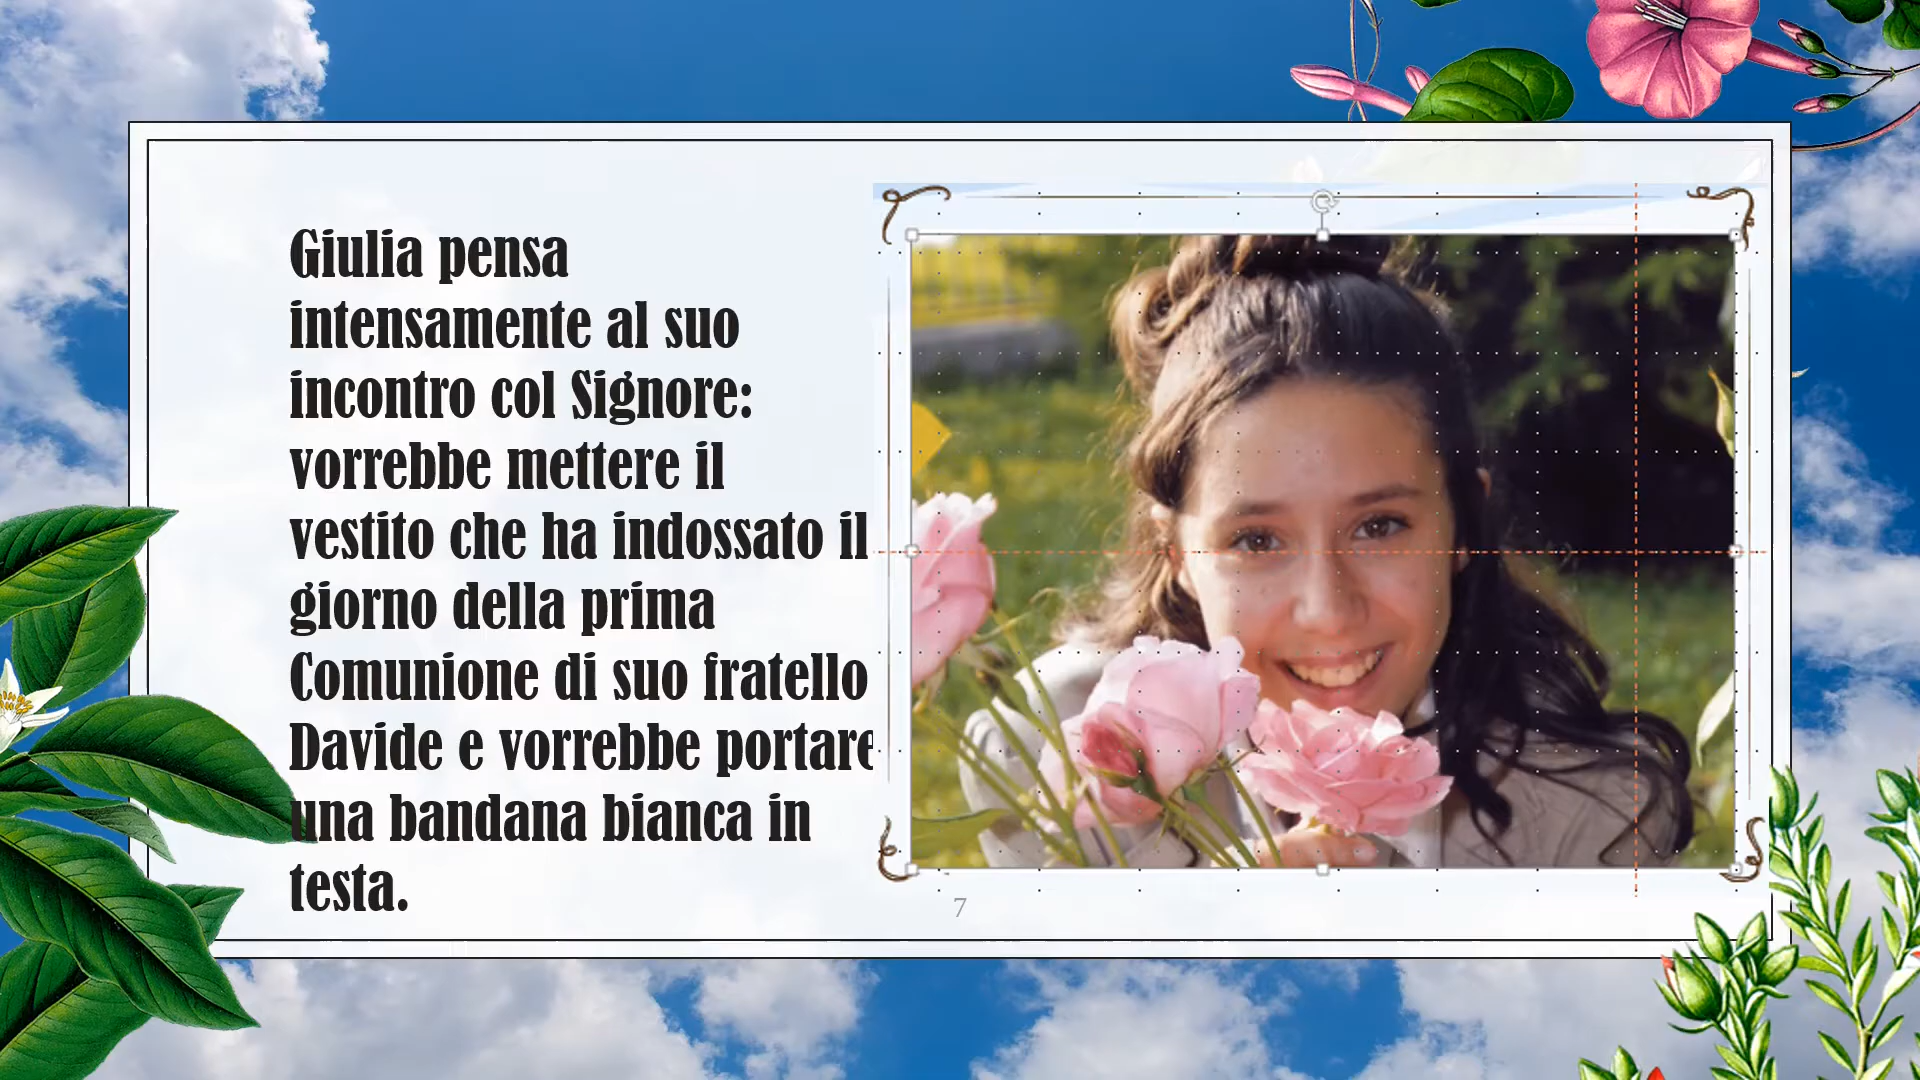 Giulia pensa
intensamente al suo
incontro col Signore:
vorrebbe mettere il
vestito che ha indossato il
giorno della prima
Comunione di suo fratello
Davide e vorrebbe portare
una bandana bianca in
testa.
7